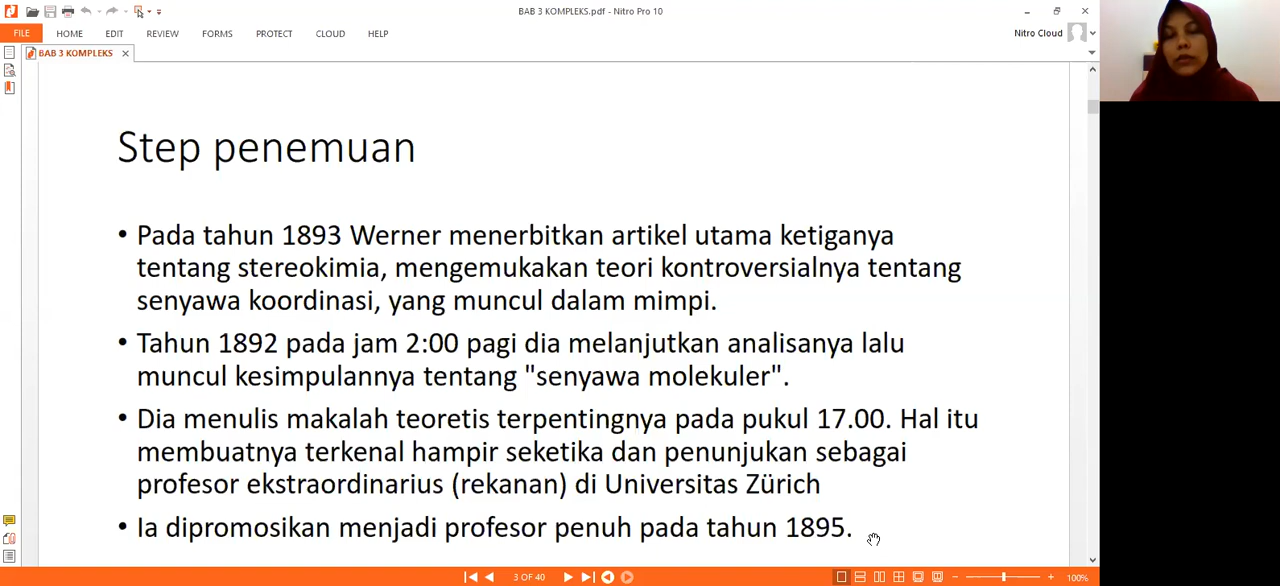 BAB 3 KOMPLEKS.pdf - Nitro Pro 10
FILE HOME EDIT REVIEW FORMS PROTECT CLOUD HELP Nitro Cloud
BAB 3 KOMPLEKS
Step penemuan
• Pada tahun 1893 Werner menerbitkan artikel utama ketiganya
tentang stereokimia, mengemukakan teori kontroversialnya tentang
senyawa koordinasi, yang muncul dalam mimpi.
• Tahun 1892 pada jam 2:00 pagi dia melanjutkan analisanya lalu
muncul kesimpulannya tentang "senyawa molekuler".
• Dia menulis makalah teoretis terpentingnya pada pukul 17.00. Hal itu
membuatnya terkenal hampir seketika dan penunjukan sebagai
profesor ekstraordinarius (rekanan) di Universitas Zürich
• Ia dipromosikan menjadi profesor penuh pada tahun 1895.
3 OF 40 100%